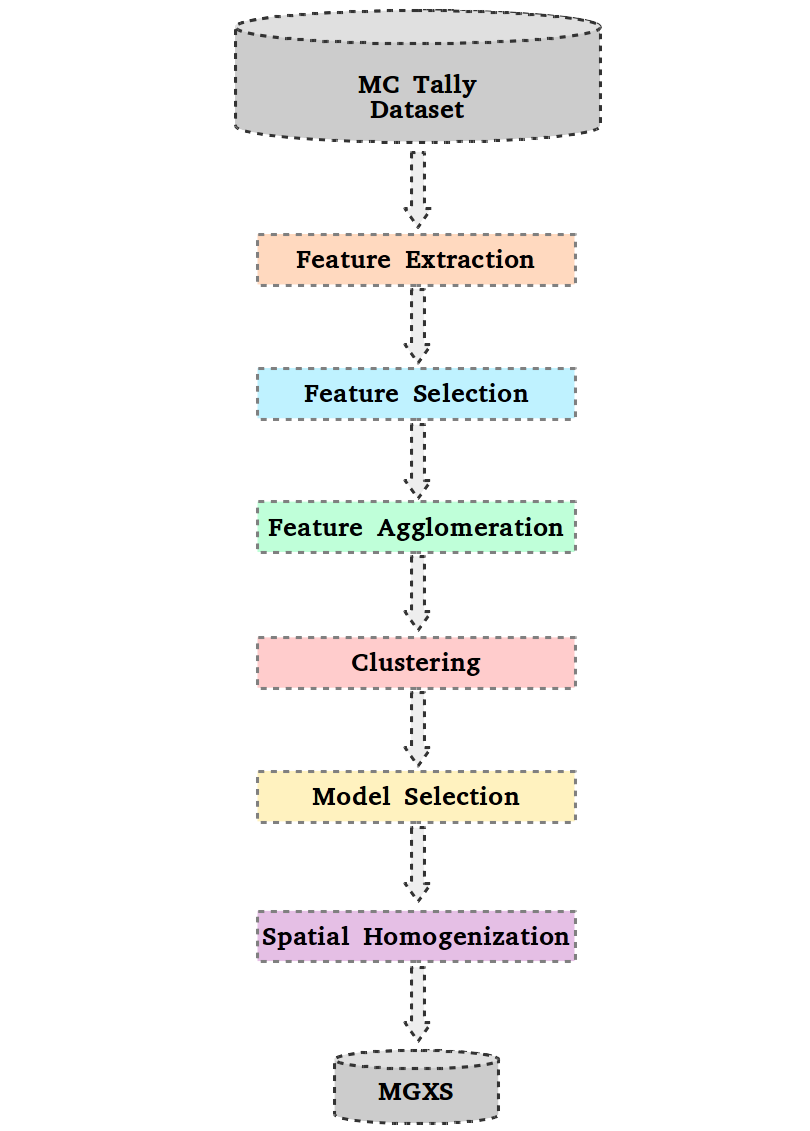 MC Tally
Dataset
Feature Extraction
Feature Selection
Feature Agglomeration
Clustering
Model Selection
Spatial Homogenization
MGXS